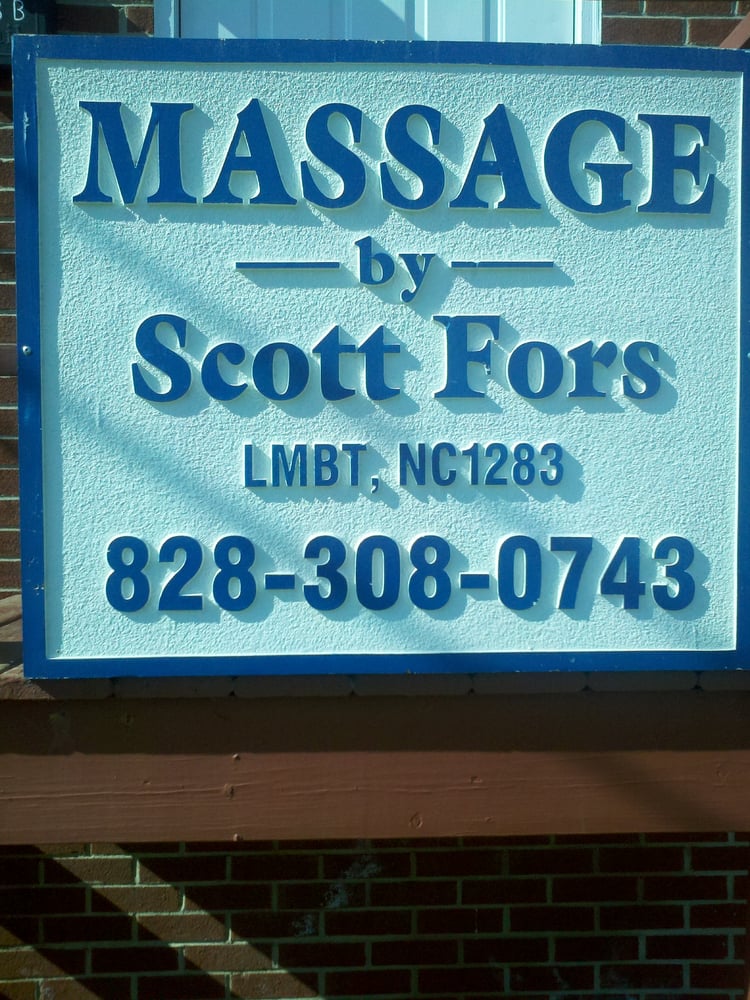 MASSAGE
by
Scott Fors
LMBT, NC1283
828-308-0743